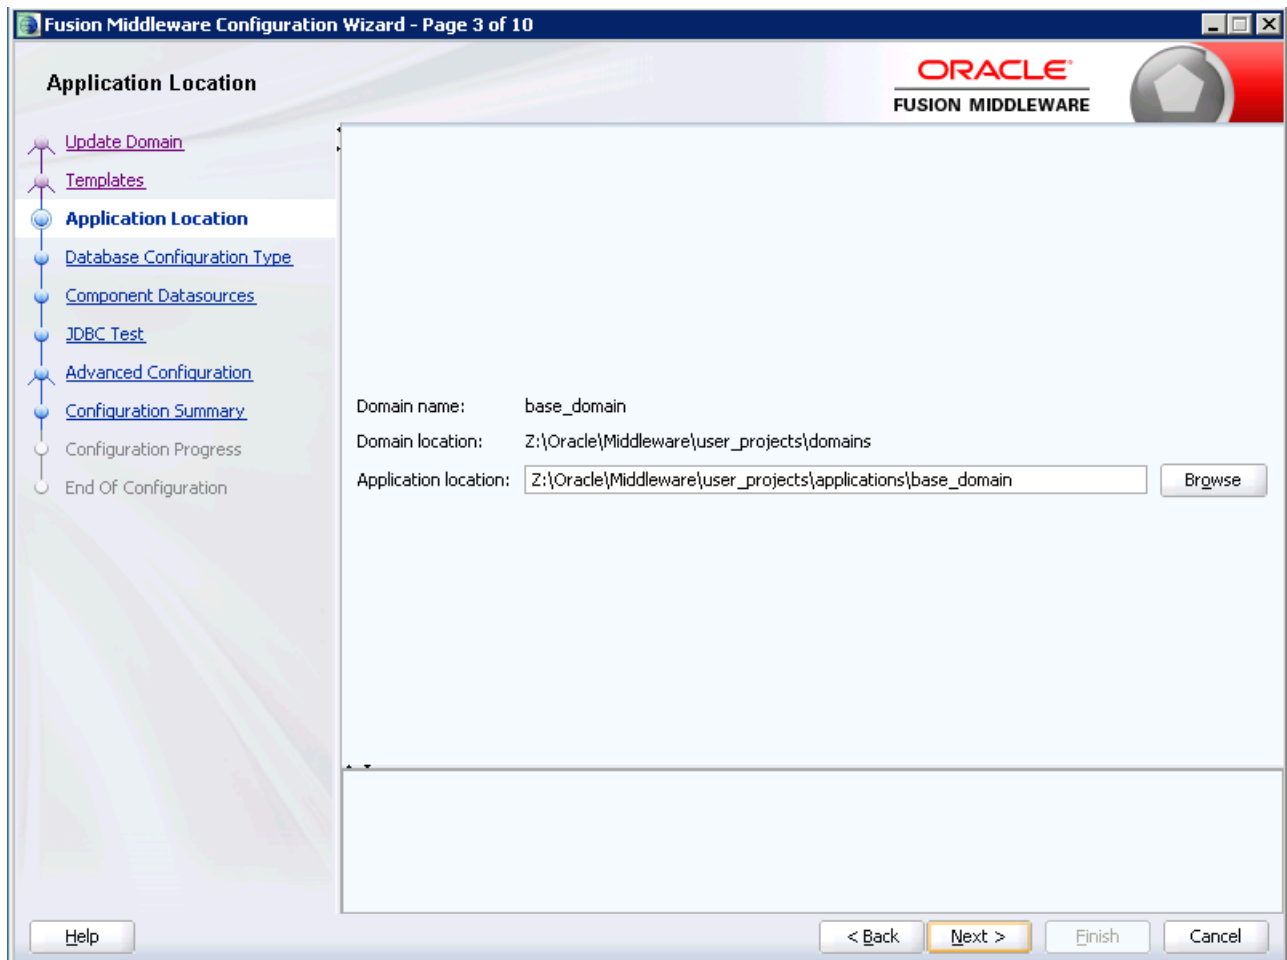 Fusion Middleware Configuration Wizard - Page 3 of 10
Application Location
ORACLE
FUSION MIDDLEWARE
Update Domain
Templates
Application Location
Database Configuration Type
Component Datasources
JDBC Test
Advanced Configuration
Configuration Summary
Configuration Progress
End Of Configuration
Domain name: base_domain
Domain location: Z:\Oracle\Middleware\user_projects\domains
Application location: Z:\Oracle\Middleware\user_projects\applications\base_domain Browse
Help < Back Next > Finish Cancel